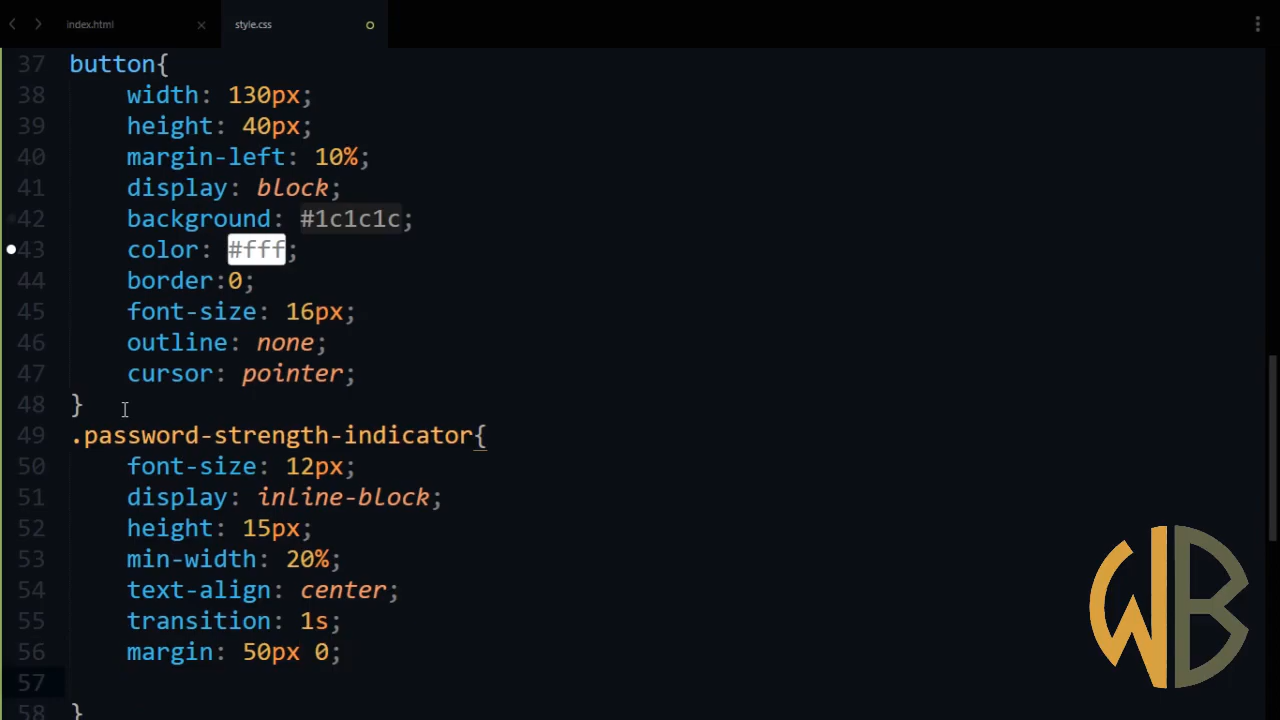 index.html
style.css
37 button{
38 width: 130px;
39 height: 40px;
40 margin-left: 10%;
41 display: block;
42 background: #1c1c1c;
43 color: #fff;
44 border:0;
45 font-size: 16px;
46 outline: none;
47 cursor: pointer;
48 }
49 .password-strength-indicator{
50 font-size: 12px;
51 display: inline-block;
52 height: 15px;
53 min-width: 20%;
54 text-align: center;
55 transition: 1s;
56 margin: 50px 0;
57
58 }
WB